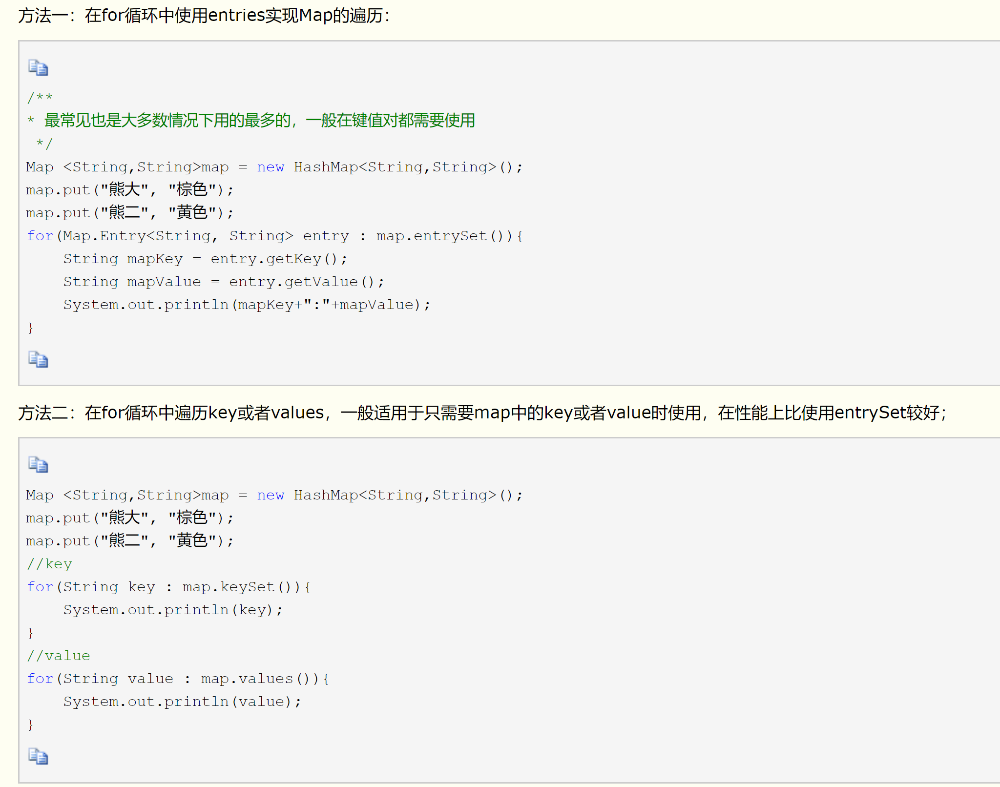 方法一：在for循环中使用entries实现Map的遍历：
/**
* 最常见也是大多数情况下用的最多的，一般在键值对都需要使用
 */
Map <String,String>map = new HashMap<String,String>();
map.put("熊大", "棕色");
map.put("熊二", "黄色");
for(Map.Entry<String, String> entry : map.entrySet()){
    String mapKey = entry.getKey();
    String mapValue = entry.getValue();
    System.out.println(mapKey+":"+mapValue);
}
方法二：在for循环中遍历key或者values，一般适用于只需要map中的key或者value时使用，在性能上比使用entrySet较好；
Map <String,String>map = new HashMap<String,String>();
map.put("熊大", "棕色");
map.put("熊二", "黄色");
//key
for(String key : map.keySet()){
    System.out.println(key);
}
//value
for(String value : map.values()){
    System.out.println(value);
}